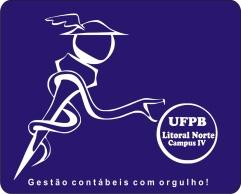 UFPB
Litoral Norte
Campus IV
Gestão contábeis com orgulho!